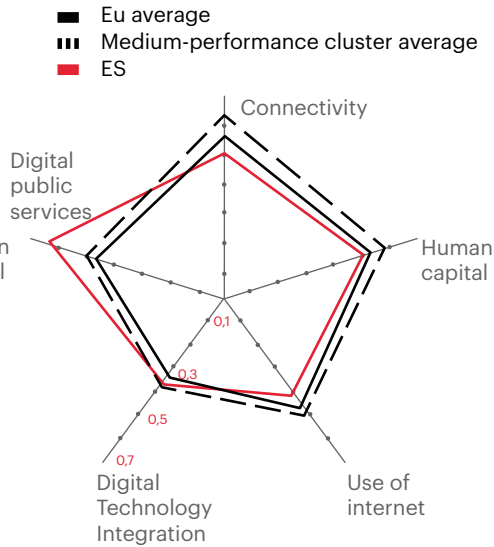 Eu average
Medium-performance cluster average
ES
Connectivity
Digital
public
services
n
l
Human
capital
0,1
0,3
0,5
0,7
Digital
Technology
Integration
Use of
internet